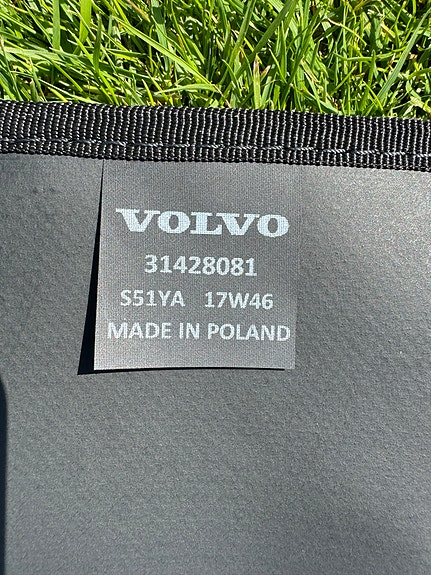 VOLVO
31428081
S51YA 17W46
MADE IN POLAND